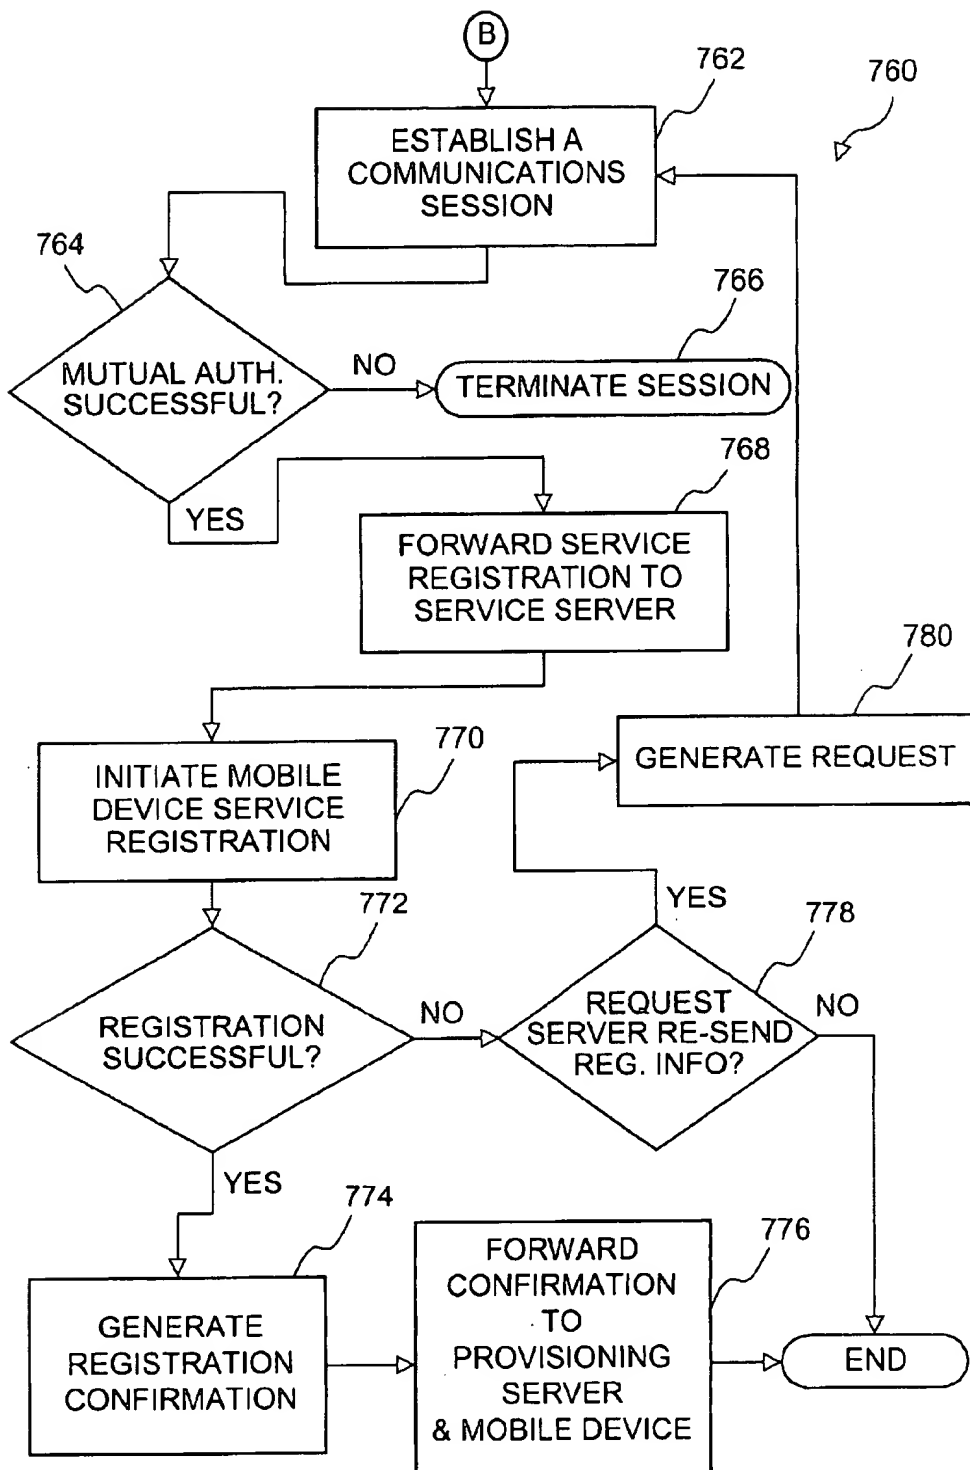 B
762
760
ESTABLISH A
COMMUNICATIONS
SESSION
764
766
MUTUAL AUTH.
SUCCESSFUL?
NO
TERMINATE SESSION
768
YES
FORWARD SERVICE
REGISTRATION TO
SERVICE SERVER
780
770
GENERATE REQUEST
INITIATE MOBILE
DEVICE SERVICE
REGISTRATION
772
YES
778
REGISTRATION
SUCCESSFUL?
NO
REQUEST
SERVER RE-SEND
REG. INFO?
NO
YES
774
776
GENERATE
REGISTRATION
CONFIRMATION
FORWARD
CONFIRMATION
TO
PROVISIONING
SERVER
& MOBILE DEVICE
END